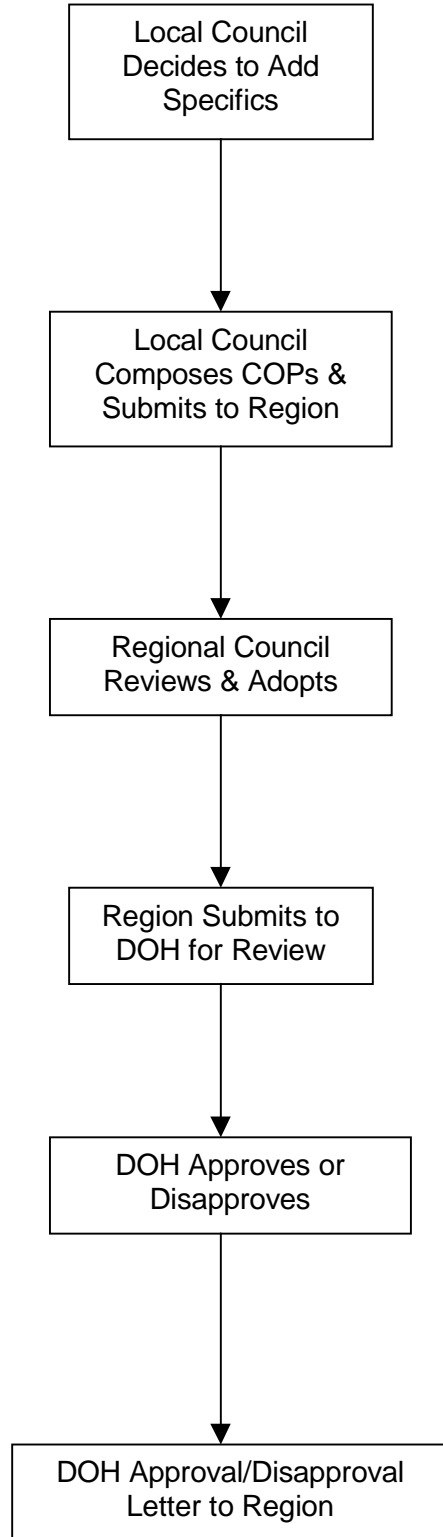 Local Council
Decides to Add
Specifics
Local Council
Composes COPs &
Submits to Region
Regional Council
Reviews & Adopts
Region Submits to
DOH for Review
DOH Approves or
Disapproves
DOH Approval/Disapproval
Letter to Region